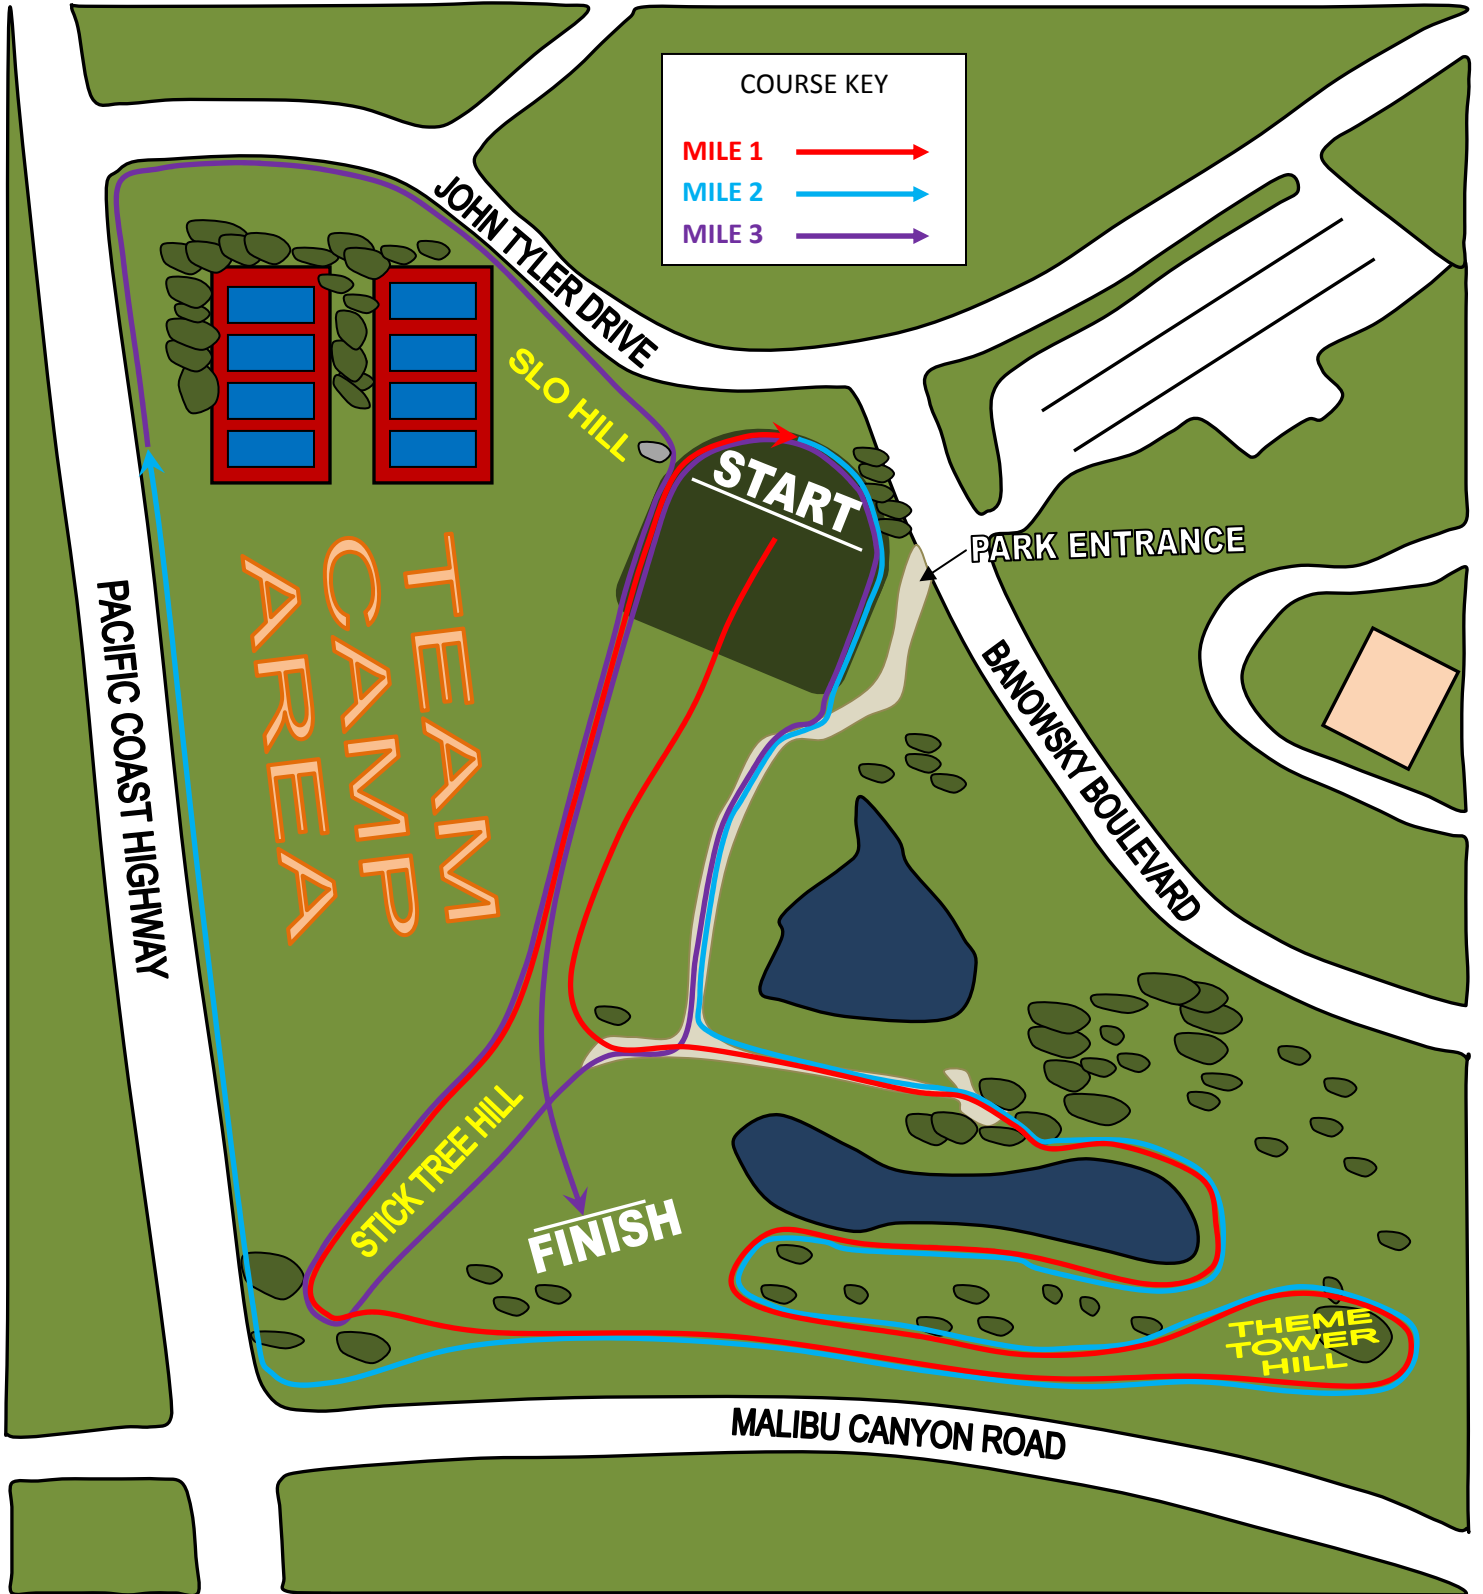 COURSE KEY
MILE 1
MILE 2
MILE 3
JOHN TYLER DRIVE
SLO HILL
START
PARK ENTRANCE
TEAM
CAMP
AREA
PACIFIC COAST HIGHWAY
BANOWSKY BOULEVARD
STICK TREE HILL
FINISH
THEME
TOWER
HILL
MALIBU CANYON ROAD